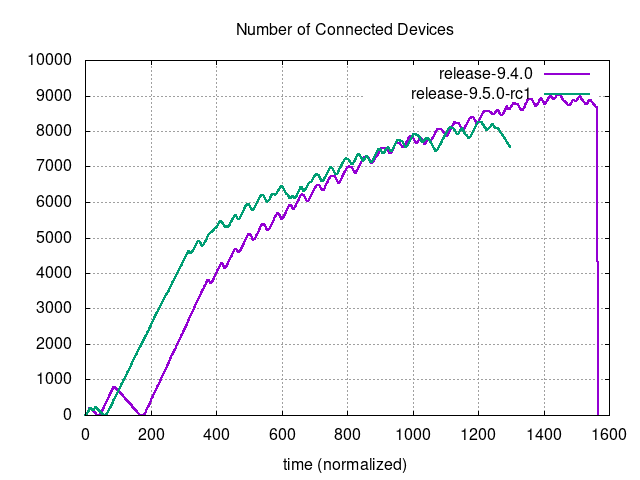 Number of Connected Devices
10000
9000
8000
7000
6000
5000
4000
3000
2000
1000
0
release-9.4.0
release-9.5.0-rc1
0 200 400 600 800 1000 1200 1400 1600
time (normalized)